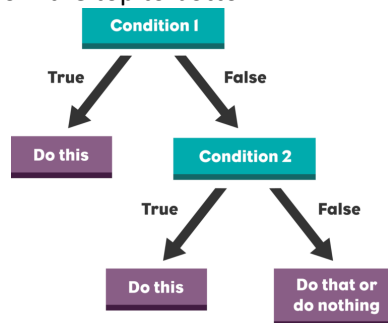 Condition 1
True
False
Do this
Condition 2
True
False
Do this
Do that or
do nothing